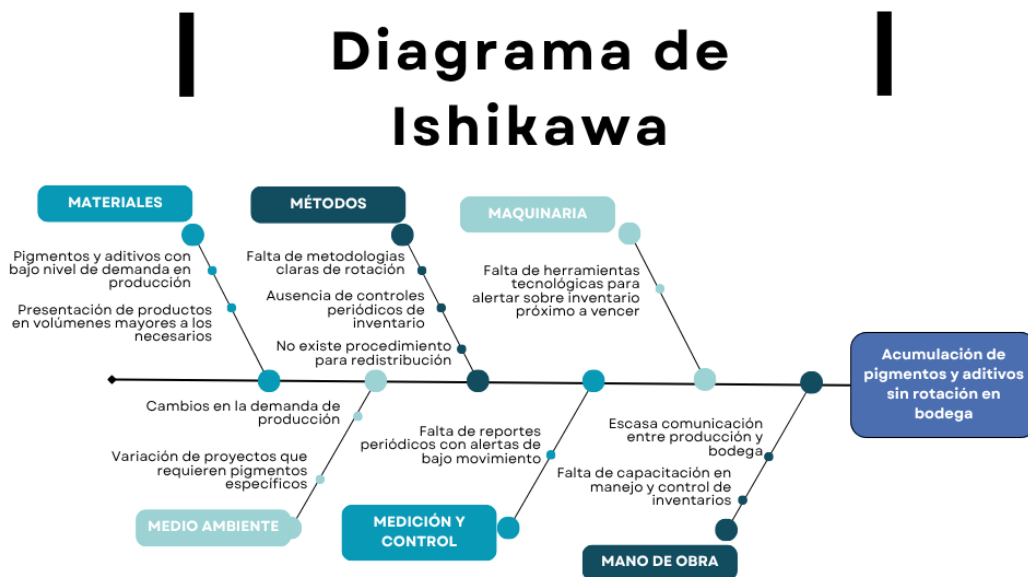 Diagrama de
Ishikawa
MATERIALES
MÉTODOS
MAQUINARIA
Pigmentos y aditivos con
bajo nivel de demanda en
producción
Presentación de productos
en volúmenes mayores a los
necesarios
Falta de metodologias
claras de rotación
Ausencia de controles
periódicos de
inventario
No existe procedimiento
para redistribución
Falta de herramientas
tecnológicas para
alertar sobre inventario
próximo a vencer
Acumulación de
pigmentos y aditivos
sin rotación en
bodega
Cambios en la demanda de
producción
Variación de proyectos que
requieren pigmentos
específicos
Falta de reportes
periódicos con alertas de
bajo movimiento
Escasa comunicación
entre producción y
bodega
Falta de capacitación en
manejo y control de
inventarios
MEDIO AMBIENTE
MEDICIÓN Y
CONTROL
MANO DE OBRA